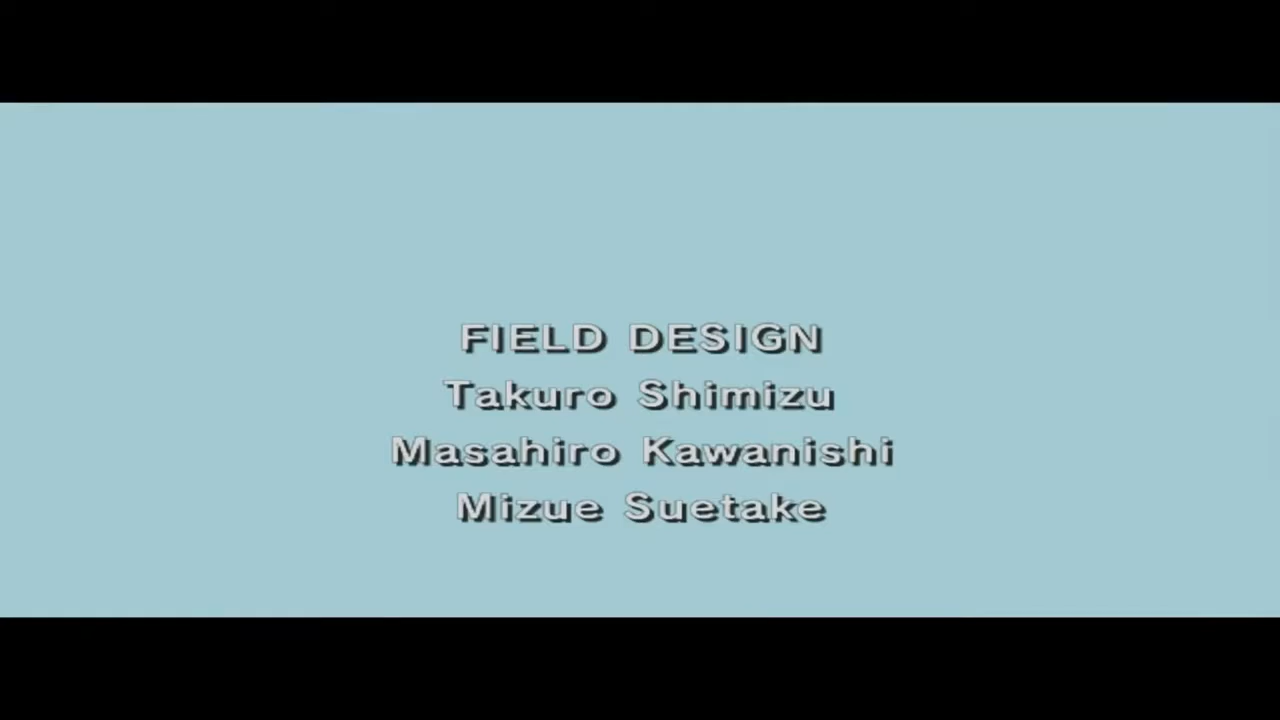 FIELD DESIGN
Takuro Shimizu
Masahiro Kawanishi
Mizue Suetake